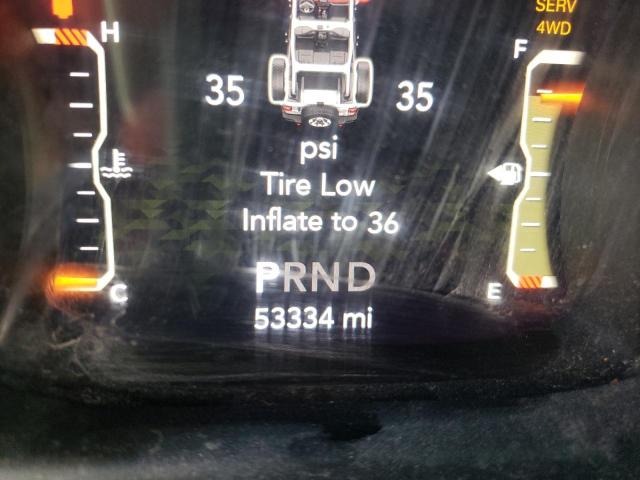 SERV
4WD
H
F
35 35
psi
Tire Low
Inflate to 36
PRND
C
E
53334 mi